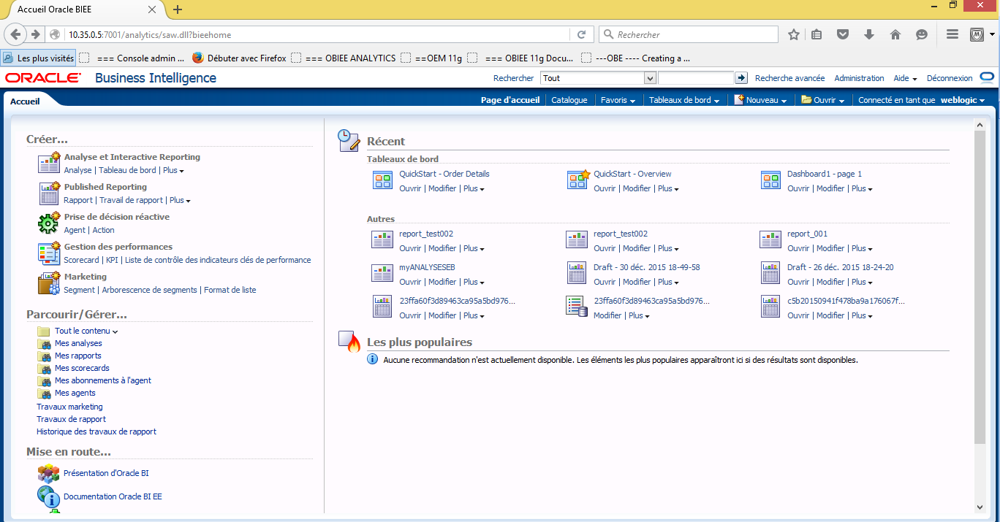 Accueil Oracle BIEE
10.35.0.5:7001/analytics/saw.dll?bieehome
Rechercher
Les plus visités
=== Console admin ...
Débuter avec Firefox
=== OBIEE ANALYTICS
==OEM 11g
=== OBIEE 11g Docu...
---OBE ---- Creating a ...
ORACLE Business Intelligence
Rechercher Tout Recherche avancée Administration Aide Déconnexion
Accueil
Page d'accueil Catalogue Favoris Tableaux de bord Nouveau Ouvrir Connecté en tant que weblogic
Créer...
Analyse et Interactive Reporting
Analyse | Tableau de bord | Plus
Published Reporting
Rapport | Travail de rapport | Plus
Prise de décision réactive
Agent | Action
Gestion des performances
Scorecard | KPI | Liste de contrôle des indicateurs clés de performance
Marketing
Segment | Arborescence de segments | Format de liste
Parcourir/Gérer...
Tout le contenu
Mes analyses
Mes rapports
Mes scorecards
Mes abonnements à l'agent
Mes agents
Travaux marketing
Travaux de rapport
Historique des travaux de rapport
Mise en route...
Présentation d'Oracle BI
Documentation Oracle BI EE
Récent
Tableaux de bord
QuickStart - Order Details
Ouvrir | Modifier | Plus
QuickStart - Overview
Ouvrir | Modifier | Plus
Dashboard1 - page 1
Ouvrir | Modifier | Plus
Autres
report_test002
Ouvrir | Modifier | Plus
report_test002
Ouvrir | Modifier | Plus
report_001
Ouvrir | Modifier | Plus
myANALYSESEB
Ouvrir | Modifier | Plus
Draft - 30 déc. 2015 18-49-58
Ouvrir | Modifier | Plus
Draft - 26 déc. 2015 18-24-20
Ouvrir | Modifier | Plus
23ffa60f3d89463ca95a5bd976...
Ouvrir | Modifier | Plus
23ffa60f3d89463ca95a5bd976...
Modifier | Plus
c5b20150941f478ba9a176067f...
Ouvrir | Modifier | Plus
Les plus populaires
Aucune recommandation n'est actuellement disponible. Les éléments les plus populaires apparaîtront ici si des résultats sont disponibles.